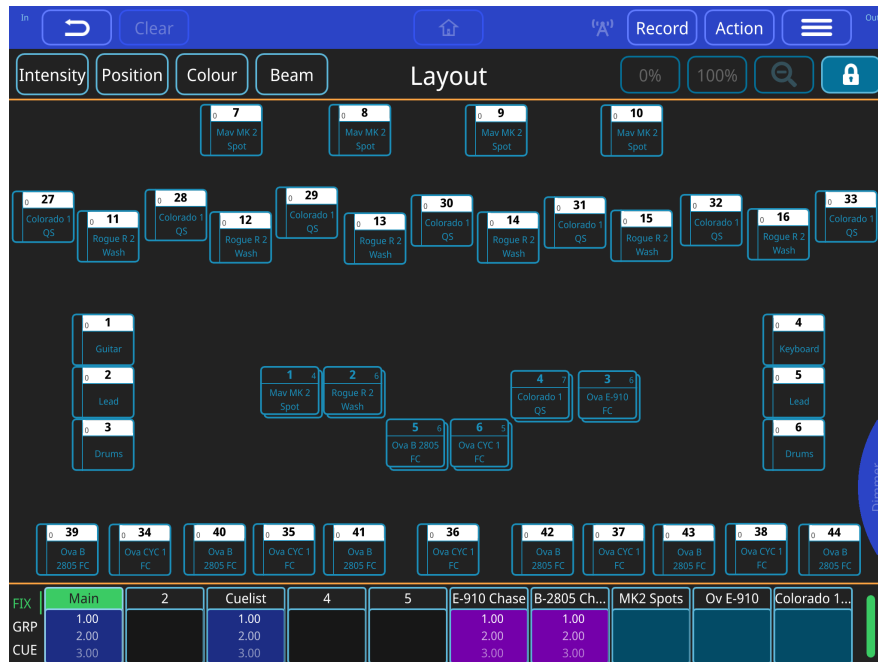 In
Clear
Record
Action
Intensity Position Colour Beam Layout 0% 100%
0 7
Mav MK 2
Spot
0 8
Mav MK 2
Spot
0 9
Mav MK 2
Spot
0 10
Mav MK 2
Spot
0 27
Colorado 1
QS
0 11
Rogue R 2
Wash
0 28
Colorado 1
QS
0 12
Rogue R 2
Wash
0 29
Colorado 1
QS
0 13
Rogue R 2
Wash
0 30
Colorado 1
QS
0 14
Rogue R 2
Wash
0 31
Colorado 1
QS
0 15
Rogue R 2
Wash
0 32
Colorado 1
QS
0 16
Rogue R 2
Wash
0 33
Colorado 1
QS
0 1
Guitar
0 2
Lead
0 3
Drums
1 4
Mav MK 2
Spot
2 6
Rogue R 2
Wash
5 6
Ova B 2805
FC
6 5
Ova CYC 1
FC
4 7
Colorado 1
QS
3 6
Ova E-910
FC
0 4
Keyboard
0 5
Lead
0 6
Drums
Dimmer
0 39
Ova B
2805 FC
0 34
Ova CYC 1
FC
0 40
Ova B
2805 FC
0 35
Ova CYC 1
FC
0 41
Ova B
2805 FC
0 36
Ova CYC 1
FC
0 42
Ova B
2805 FC
0 37
Ova CYC 1
FC
0 43
Ova B
2805 FC
0 38
Ova CYC 1
FC
0 44
Ova B
2805 FC
FIX Main 2 Cuelist 4 5 E-910 Chase B-2805 Ch... MK2 Spots Ov E-910 Colorado 1...
GRP 1.00 1.00 1.00 1.00
2.00 2.00 2.00 2.00
CUE 3.00 3.00 3.00 3.00